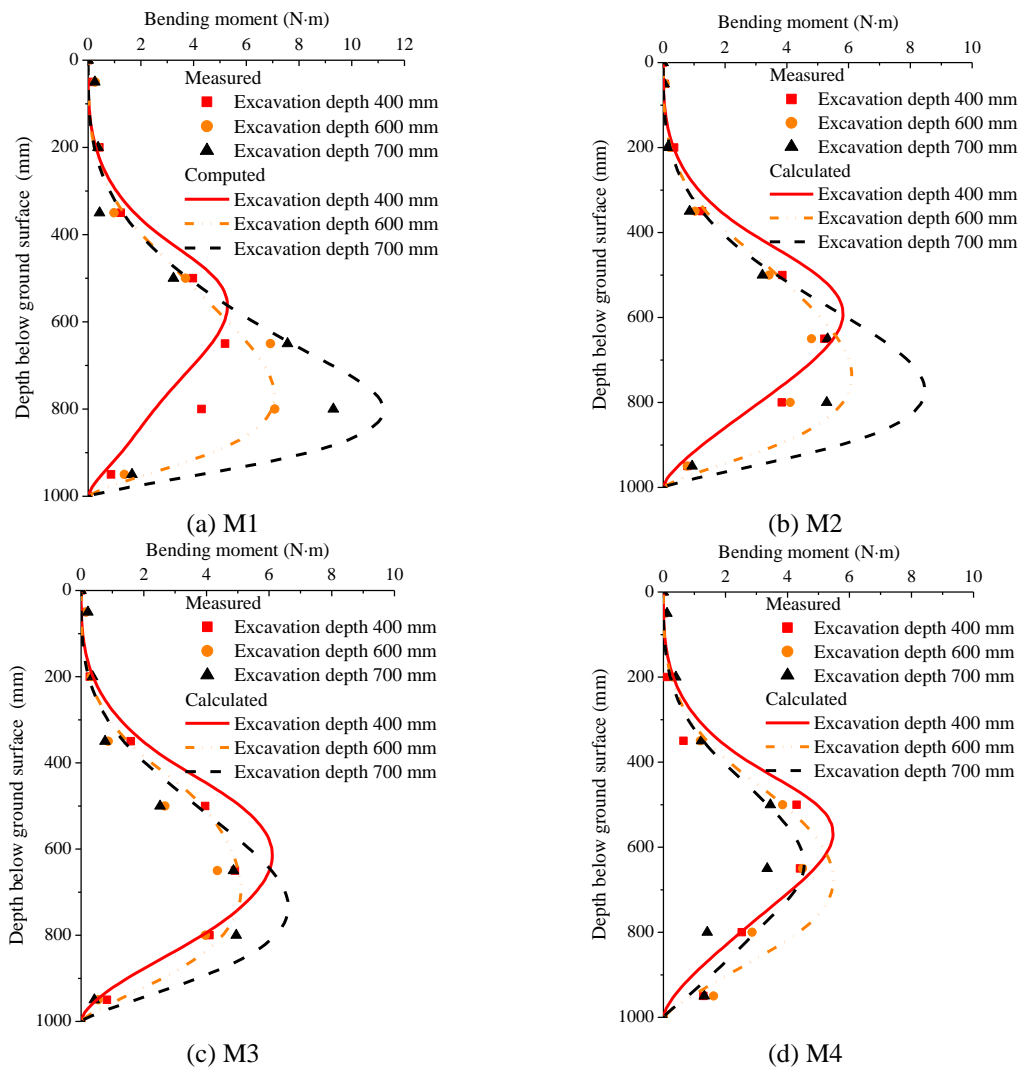 Bending moment (N·m)
0 2 4 6 8 10 12
0
200
400
600
800
1000
Depth below ground surface (mm)
Measured
Excavation depth 400 mm
Excavation depth 600 mm
Excavation depth 700 mm
Computed
Excavation depth 400 mm
Excavation depth 600 mm
Excavation depth 700 mm
(a) M1
Bending moment (N·m)
0 2 4 6 8 10
0
200
400
600
800
1000
Depth below ground surface (mm)
Measured
Excavation depth 400 mm
Excavation depth 600 mm
Excavation depth 700 mm
Calculated
Excavation depth 400 mm
Excavation depth 600 mm
Excavation depth 700 mm
(b) M2
Bending moment (N·m)
0 2 4 6 8 10
0
200
400
600
800
1000
Depth below ground surface (mm)
Measured
Excavation depth 400 mm
Excavation depth 600 mm
Excavation depth 700 mm
Calculated
Excavation depth 400 mm
Excavation depth 600 mm
Excavation depth 700 mm
(c) M3
Bending moment (N·m)
0 2 4 6 8 10
0
200
400
600
800
1000
Depth below ground surface (mm)
Measured
Excavation depth 400 mm
Excavation depth 600 mm
Excavation depth 700 mm
Calculated
Excavation depth 400 mm
Excavation depth 600 mm
Excavation depth 700 mm
(d) M4